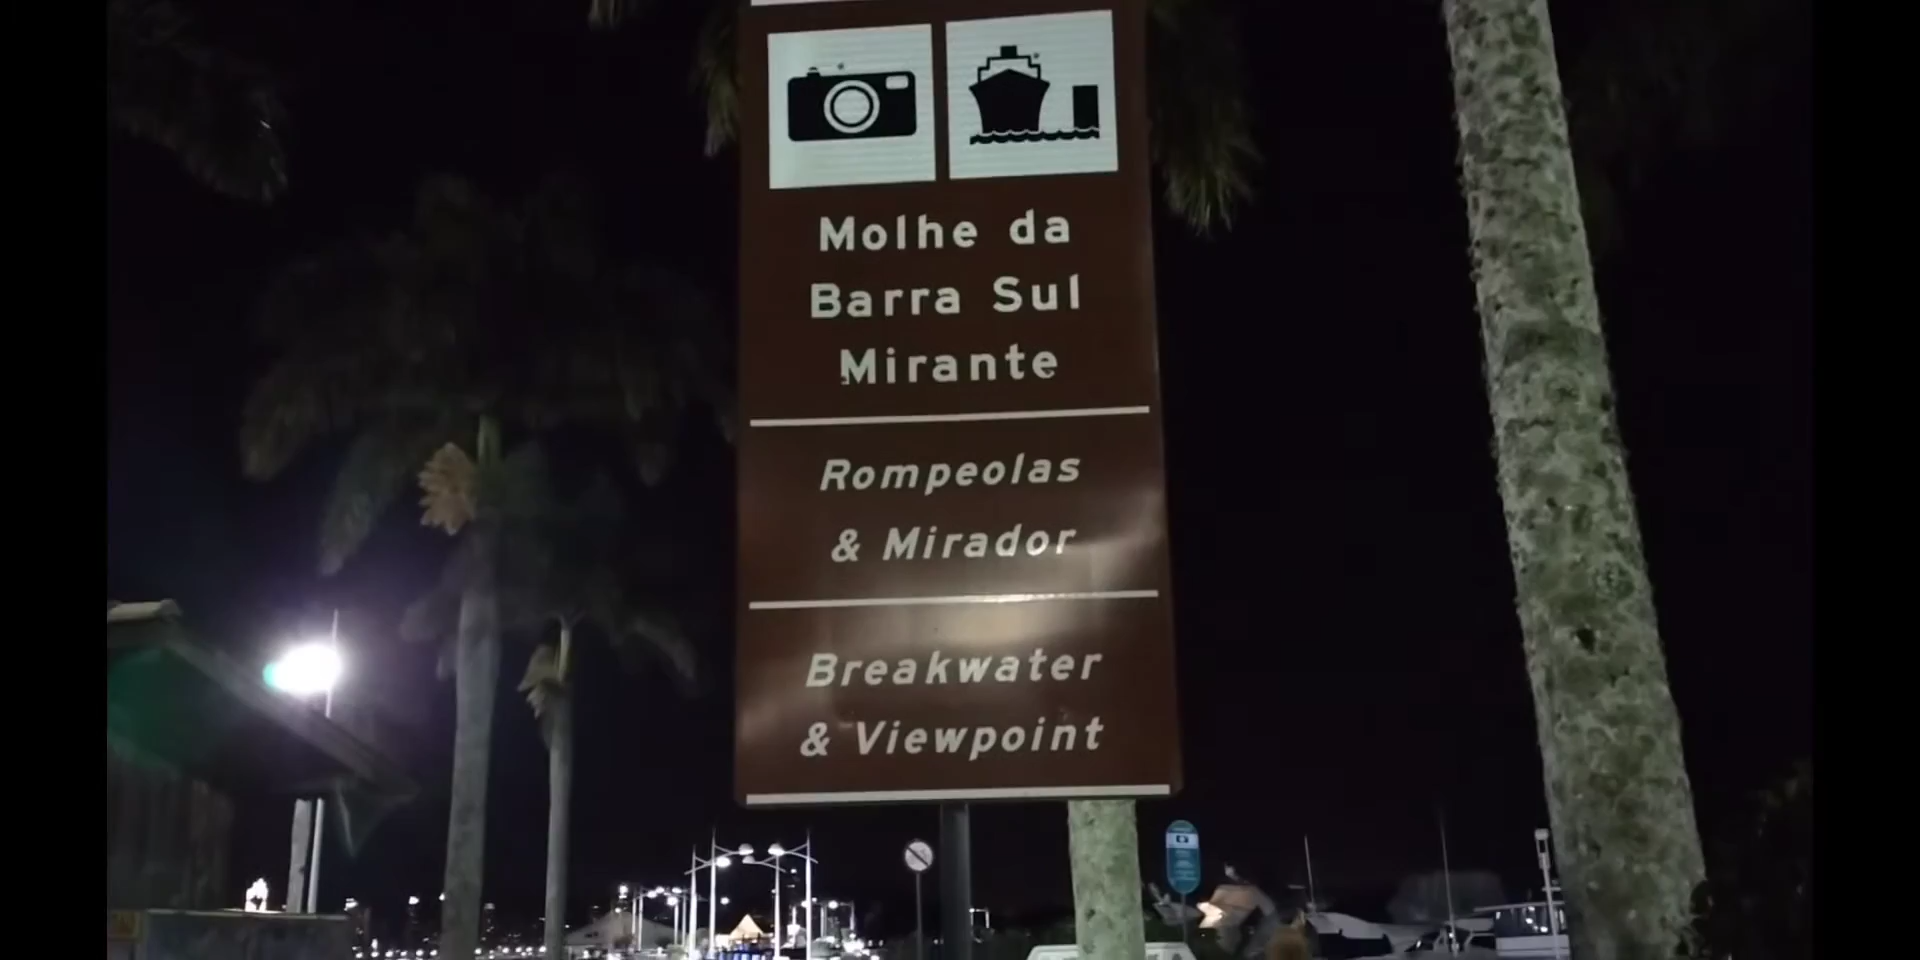 Molhe da
Barra Sul
Mirante
Rompeolas
& Mirador
Breakwater
& Viewpoint